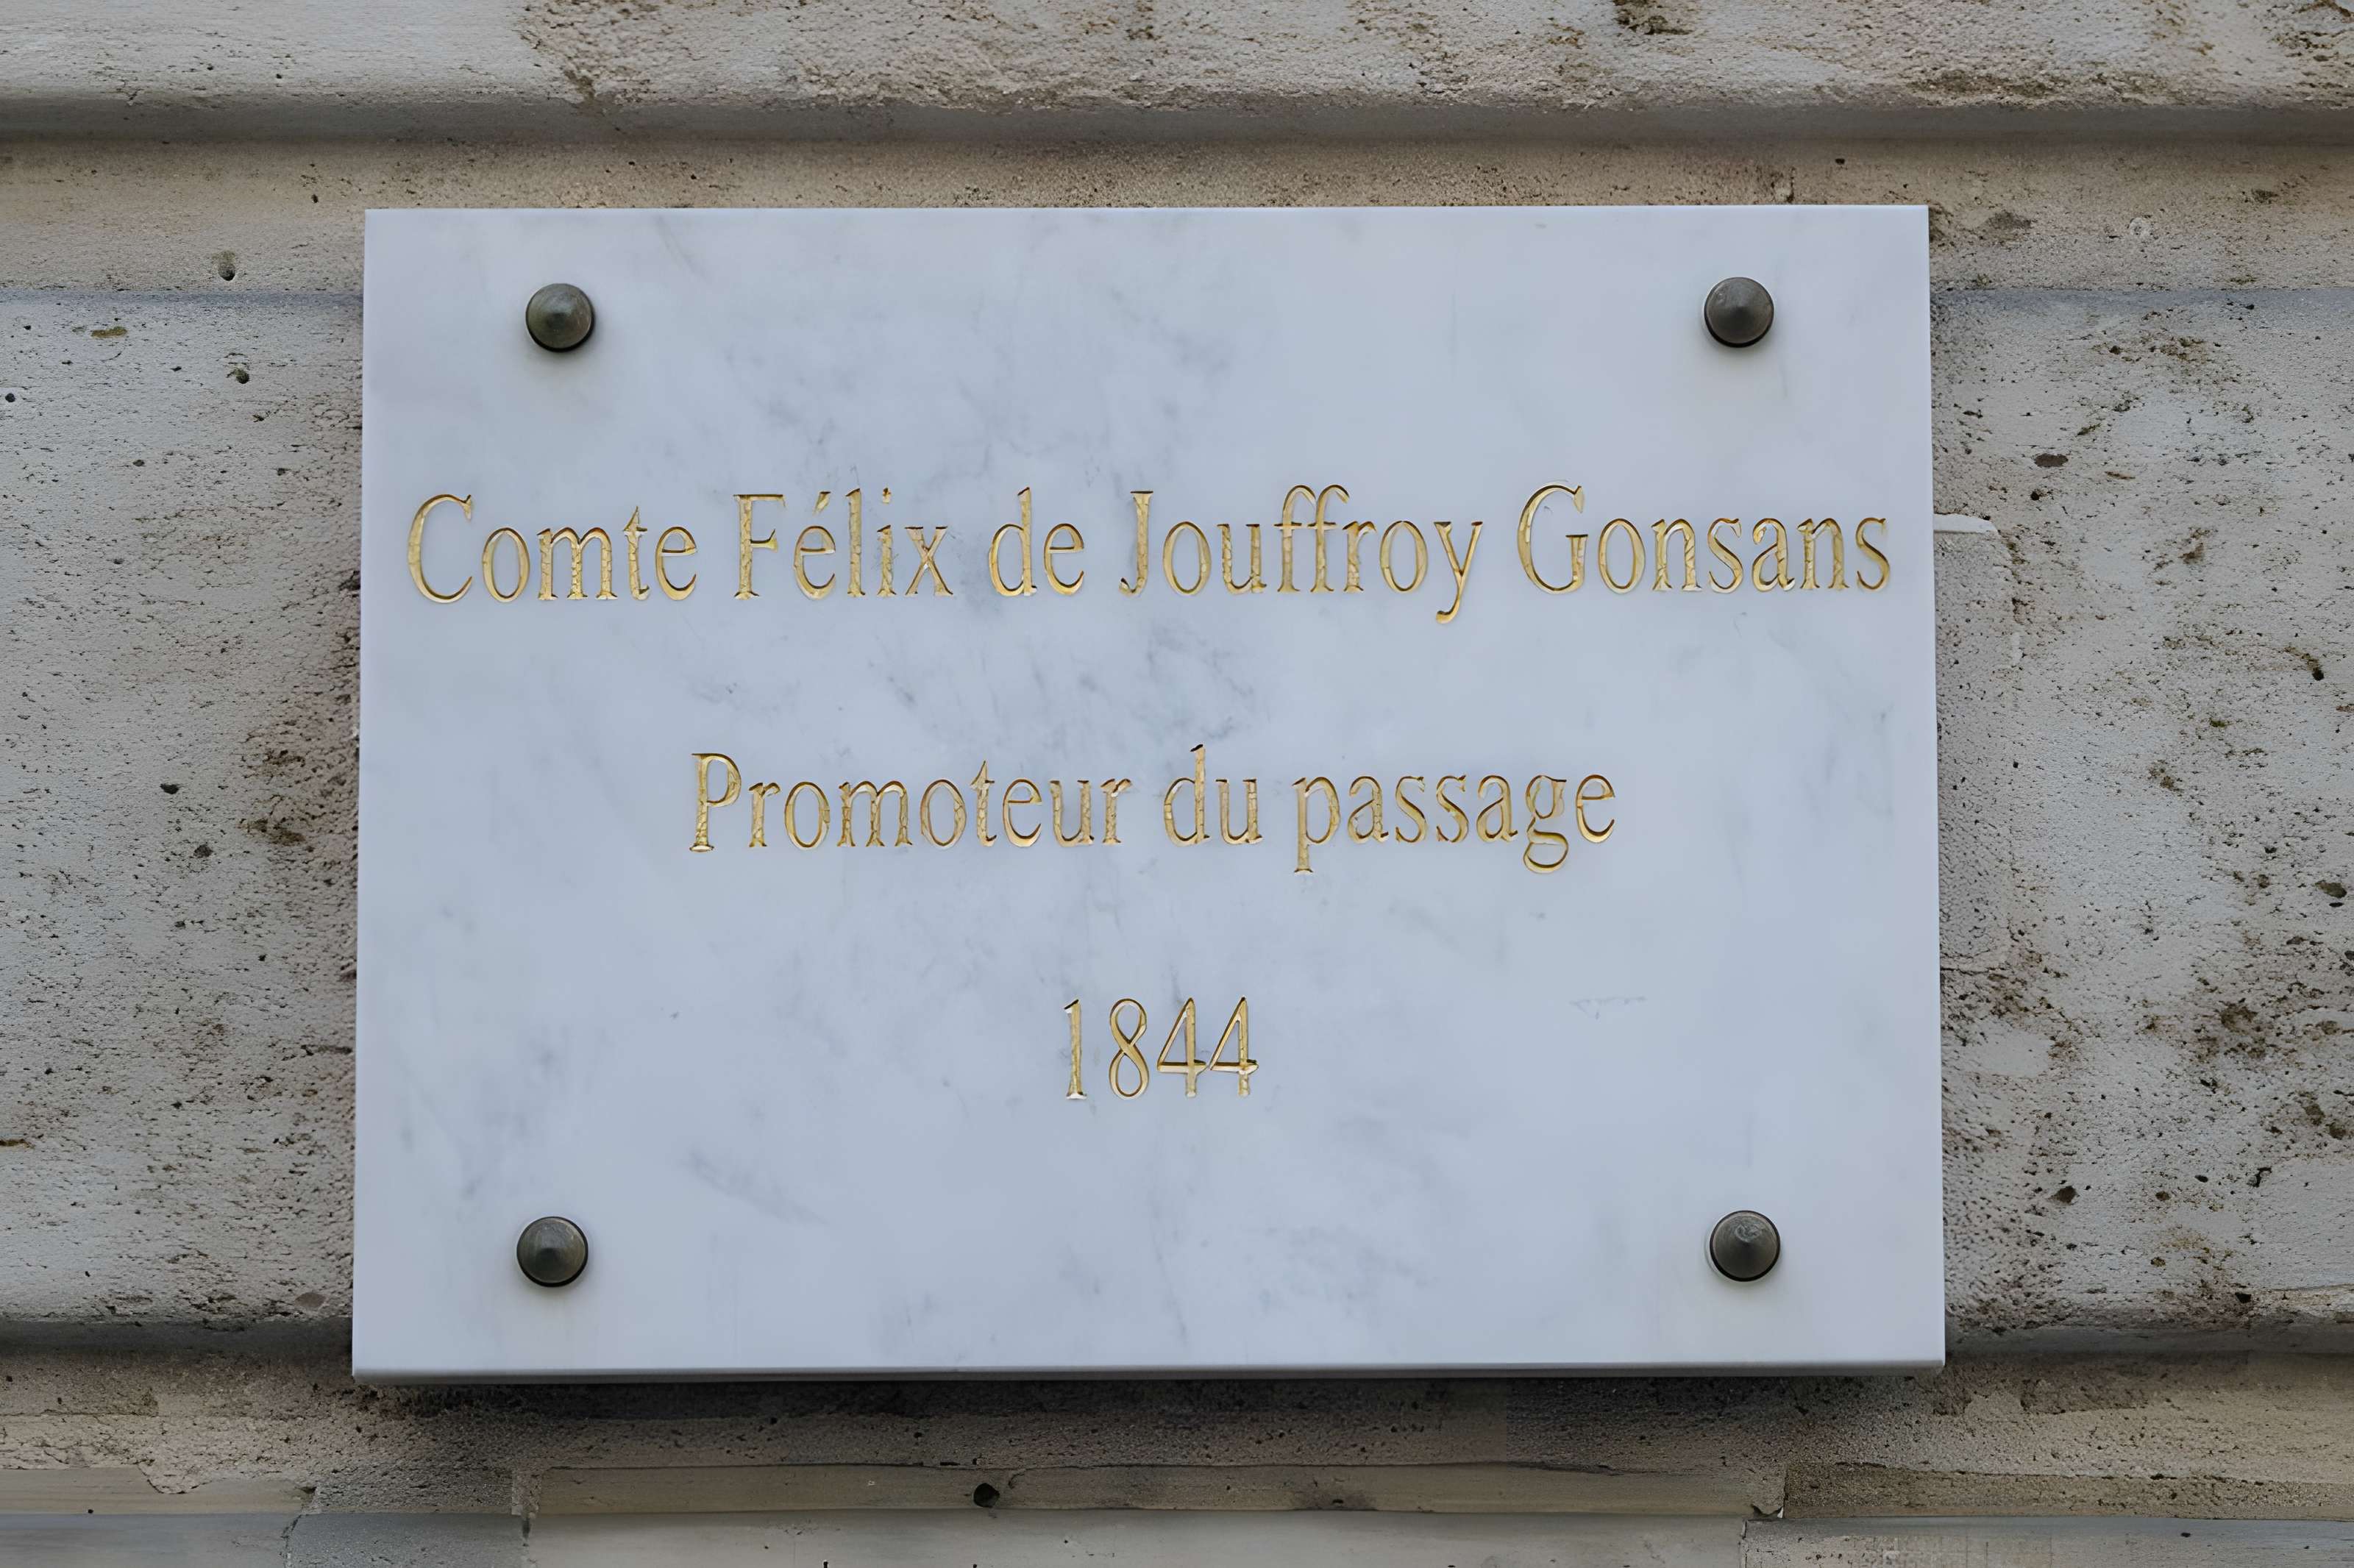 Comte Félix de Jouffroy Gonsans
Promoteur du passage
1844